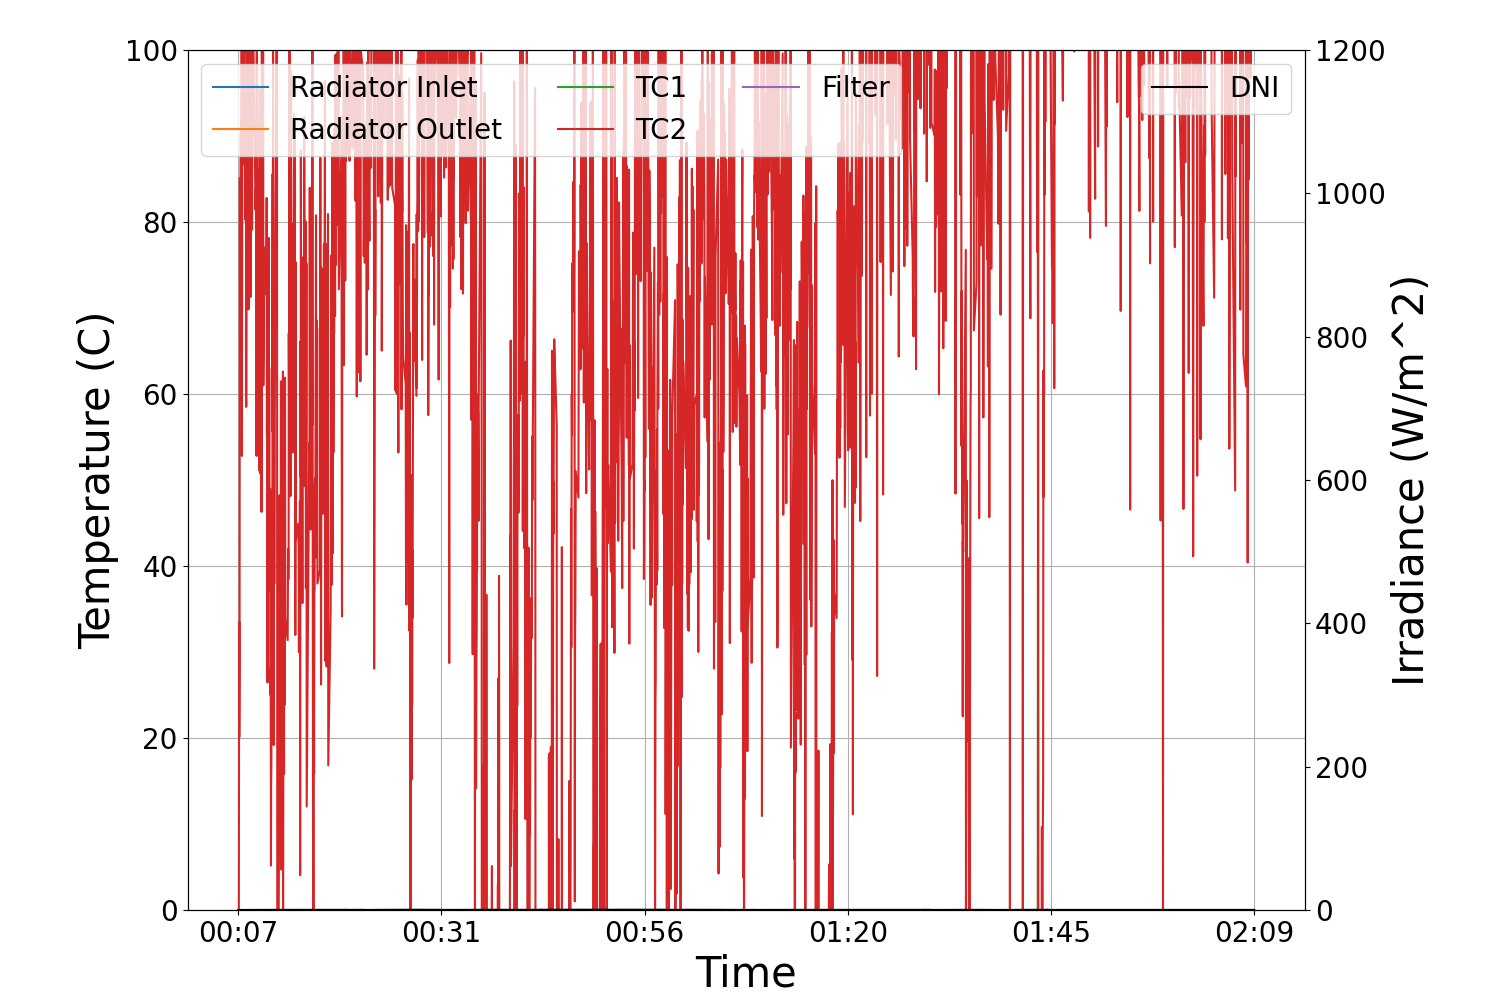 Temperature (C)
100
80
60
40
20
0
Radiator Inlet
Radiator Outlet
TC1
TC2
Filter
DNI
1200
1000
800
600
400
200
0
Irradiance (W/m^2)
00:07 00:31 00:56 01:20 01:45 02:09
Time